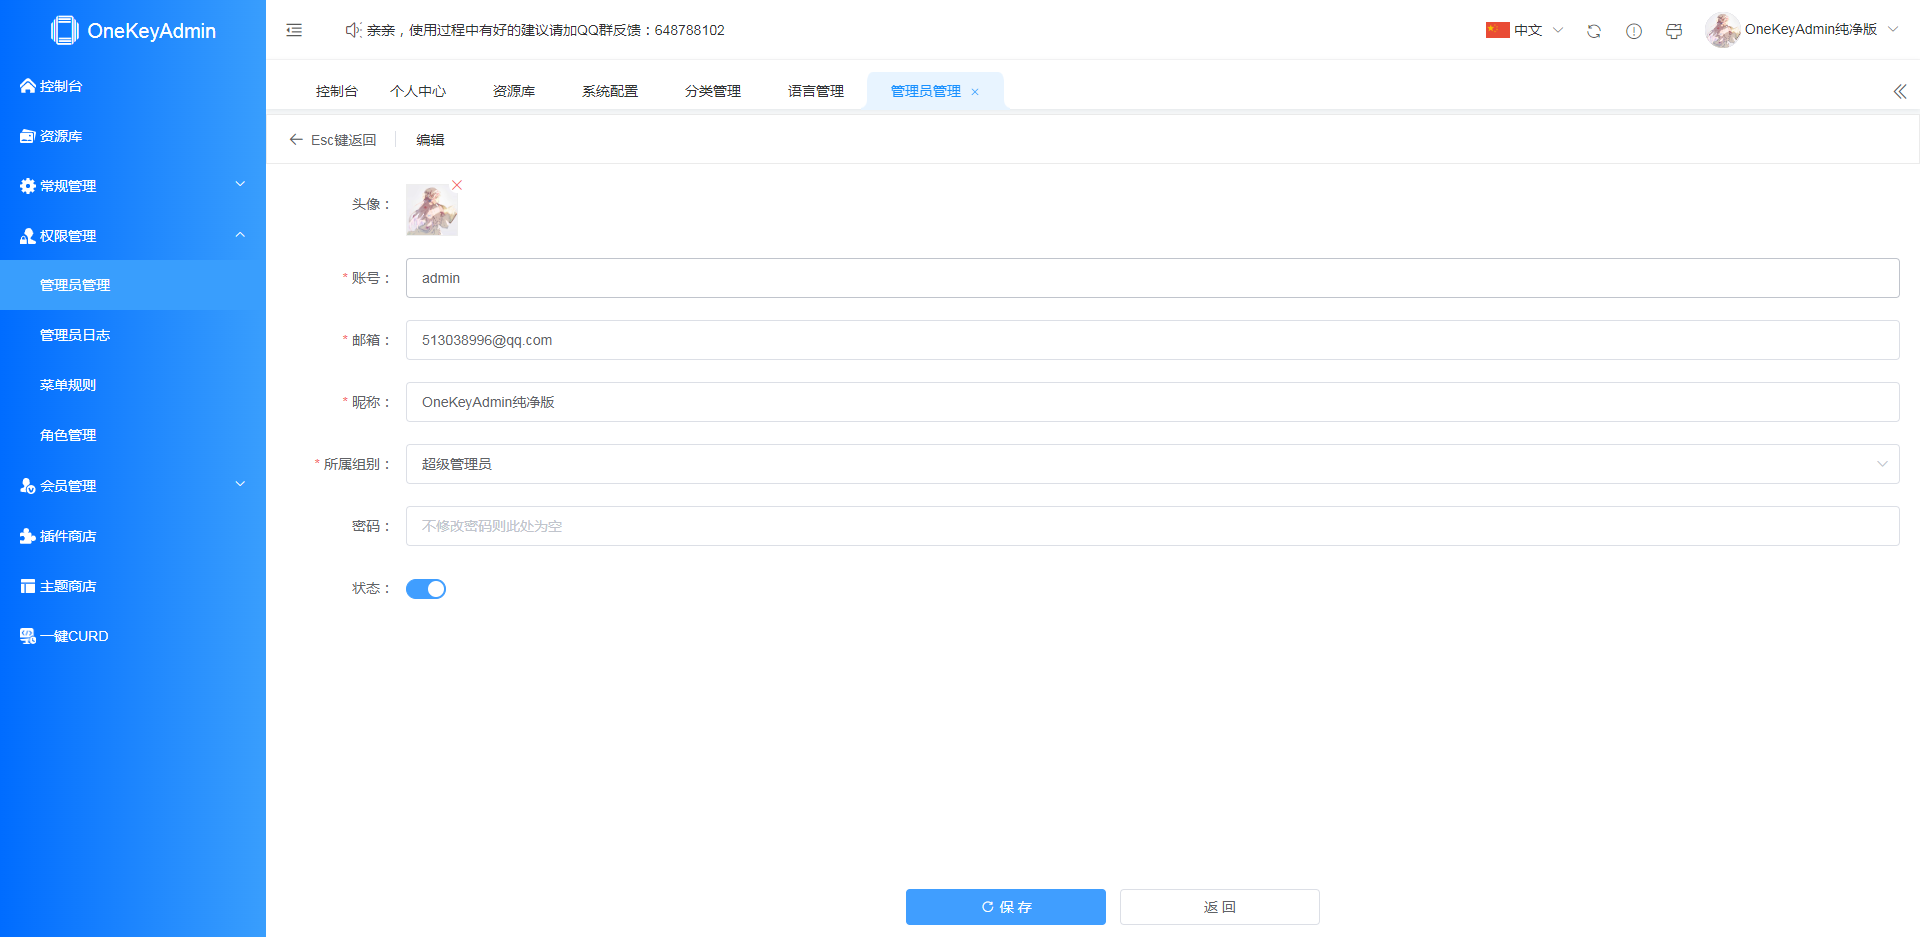 OneKeyAdmin
亲亲，使用过程中有好的建议请加QQ群反馈：648788102
中文
OneKeyAdmin纯净版
控制台
资源库
常规管理
权限管理
管理员管理
管理员日志
菜单规则
角色管理
会员管理
插件商店
主题商店
一键CURD
控制台 个人中心 资源库 系统配置 分类管理 语言管理 管理员管理 ×
Esc键返回 编辑
头像：
* 账号： admin
* 邮箱： 513038996@qq.com
* 昵称： OneKeyAdmin纯净版
* 所属组别： 超级管理员
密码： 不修改密码则此处为空
状态：
保 存 返 回